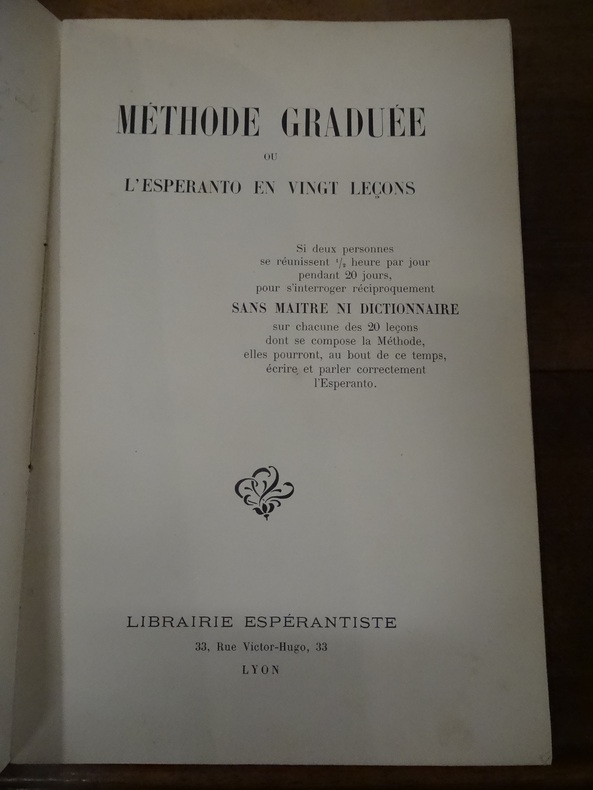 MÉTHODE GRADUÉE
OU
L'ESPERANTO EN VINGT LEÇONS
Si deux personnes
se réunissent 1/2 heure par jour
pendant 20 jours,
pour s'interroger réciproquement
SANS MAITRE NI DICTIONNAIRE
sur chacune des 20 leçons
dont se compose la Méthode,
elles pourront, au bout de ce temps,
écrire et parler correctement
l'Esperanto.
LIBRAIRIE ESPÉRANTISTE
33, Rue Victor-Hugo, 33
LYON